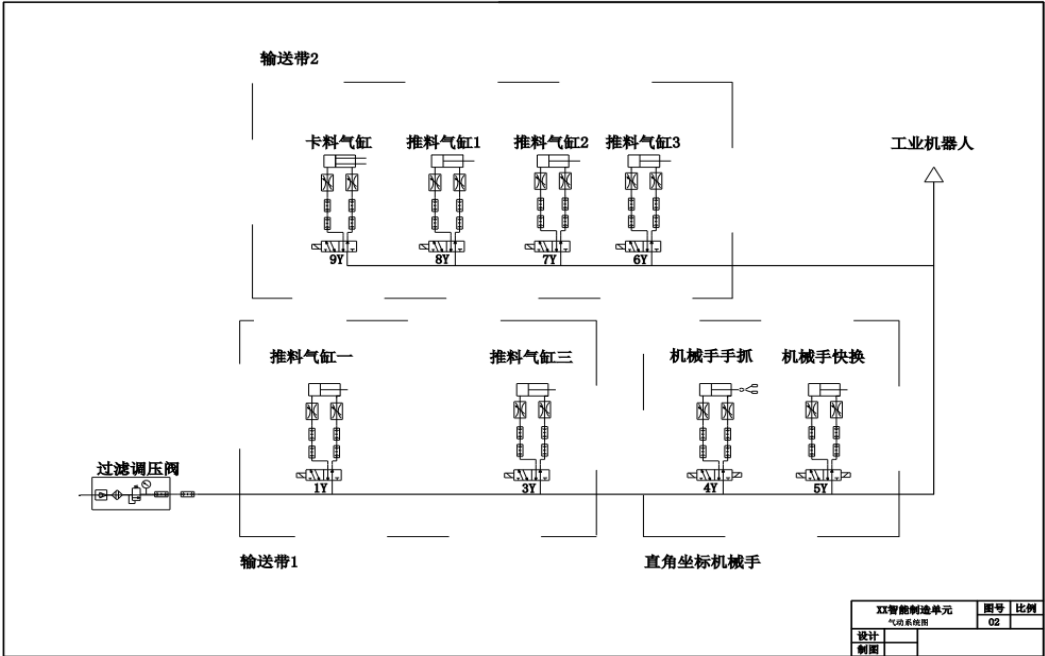 输送带2
卡料气缸 推料气缸1 推料气缸2 推料气缸3
工业机器人
9Y 8Y 7Y 6Y
推料气缸一 推料气缸三 机械手手抓 机械手快换
过滤调压阀
1Y 3Y 4Y 5Y
输送带1
直角坐标机械手
XX智能制造单元 图号 比例
气动系统图 02
设计
制图